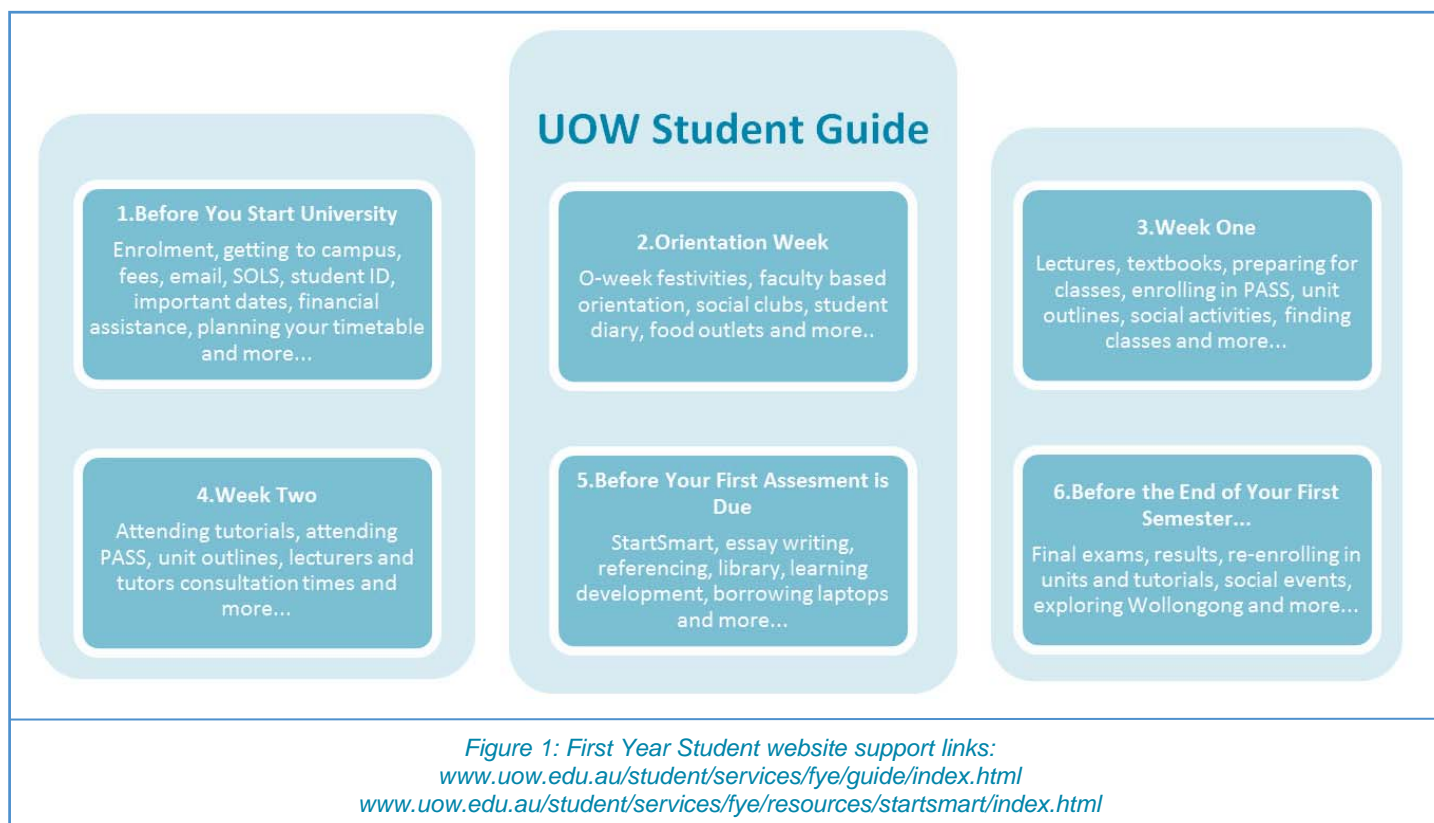 UOW Student Guide
1.Before You Start University
Enrolment, getting to campus,
fees, email, SOLS, student ID,
important dates, financial
assistance, planning your timetable
and more...
2.Orientation Week
O-week festivities, faculty based
orientation, social clubs, student
diary, food outlets and more..
3.Week One
Lectures, textbooks, preparing for
classes, enrolling in PASS, unit
outlines, social activities, finding
classes and more...
4.Week Two
Attending tutorials, attending
PASS, unit outlines, lecturers and
tutors consultation times and
more...
5.Before Your First Assesment is
Due
StartSmart, essay writing,
referencing, library, learning
development, borrowing laptops
and more...
6.Before the End of Your First
Semester...
Final exams, results, re-enrolling in
units and tutorials, social events,
exploring Wollongong and more...
Figure 1: First Year Student website support links:
www.uow.edu.au/student/services/fye/guide/index.html
www.uow.edu.au/student/services/fye/resources/startsmart/index.html